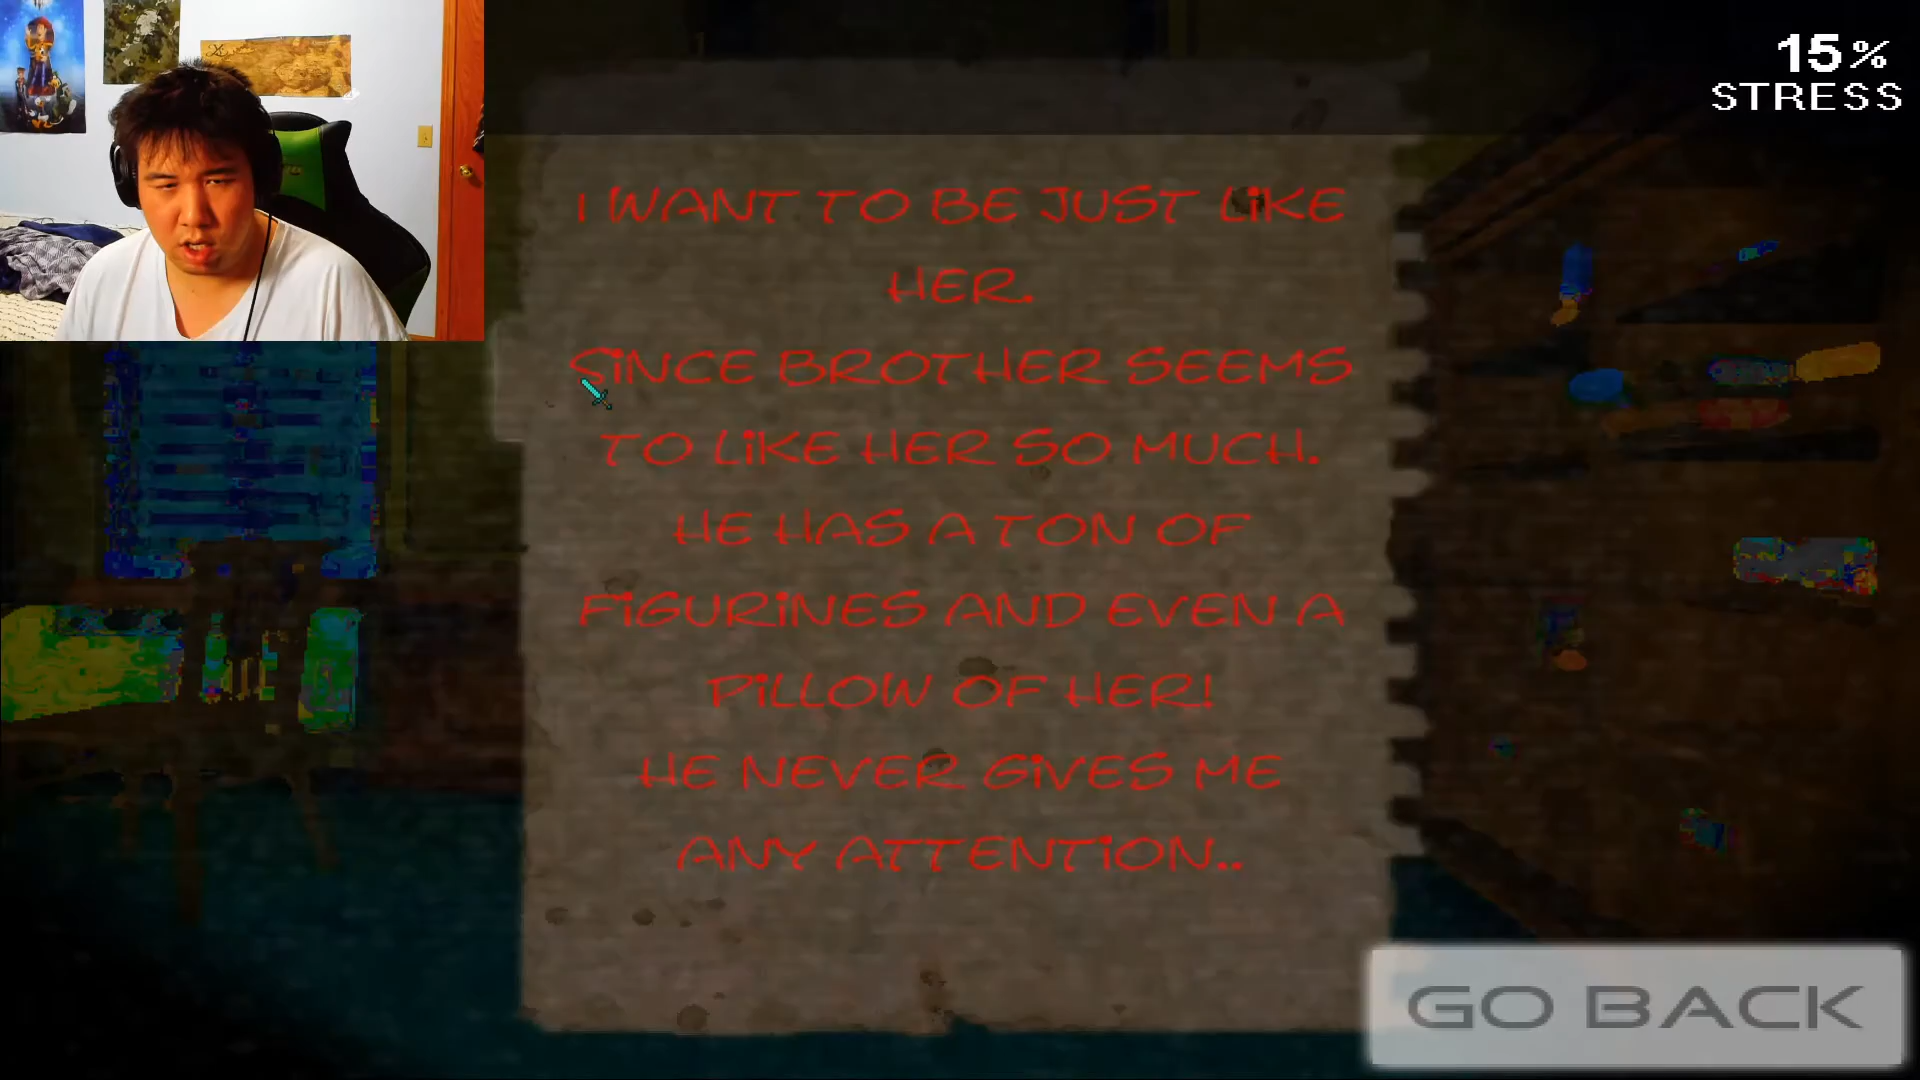 15%
STRESS
I WANT TO BE JUST LIKE
HER.
SINCE BROTHER SEEMS
TO LIKE HER SO MUCH.
HE HAS A TON OF
FIGURINES AND EVEN A
PILLOW OF HER!
HE NEVER GIVES ME
ANY ATTENTION..
GO BACK